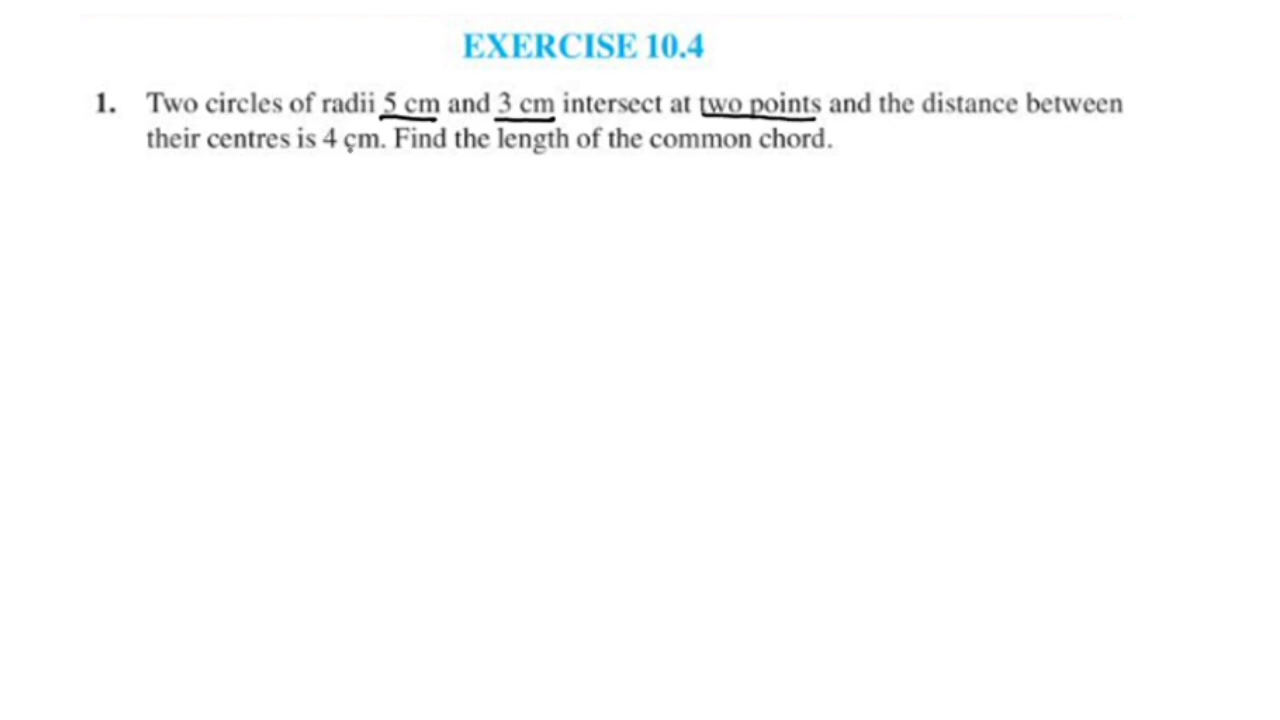 EXERCISE 10.4
1. Two circles of radii 5 cm and 3 cm intersect at two points and the distance between
their centres is 4 cm. Find the length of the common chord.